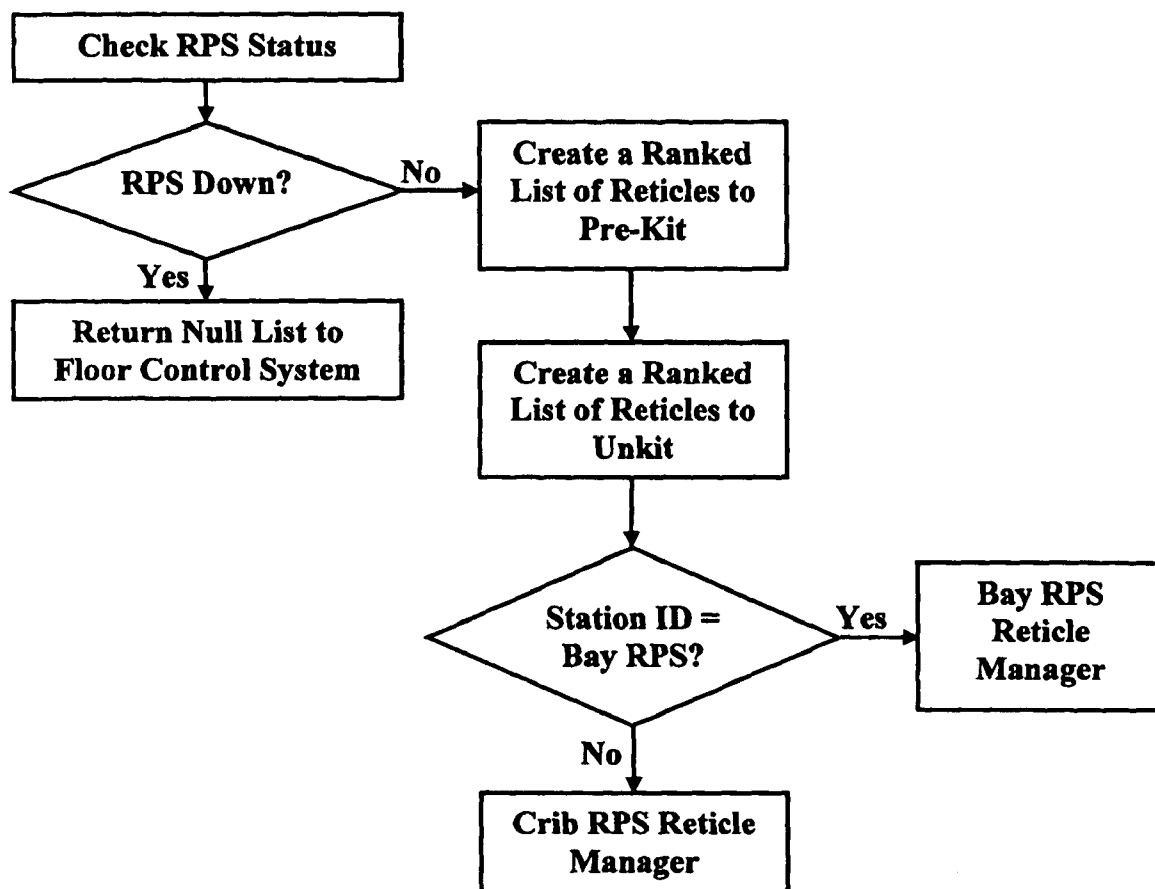 Check RPS Status
RPS Down?
No
Yes
Return Null List to
Floor Control System
Create a Ranked
List of Reticles to
Pre-Kit
Create a Ranked
List of Reticles to
Unkit
Station ID =
Bay RPS?
Yes
No
Bay RPS
Reticle
Manager
Crib RPS Reticle
Manager